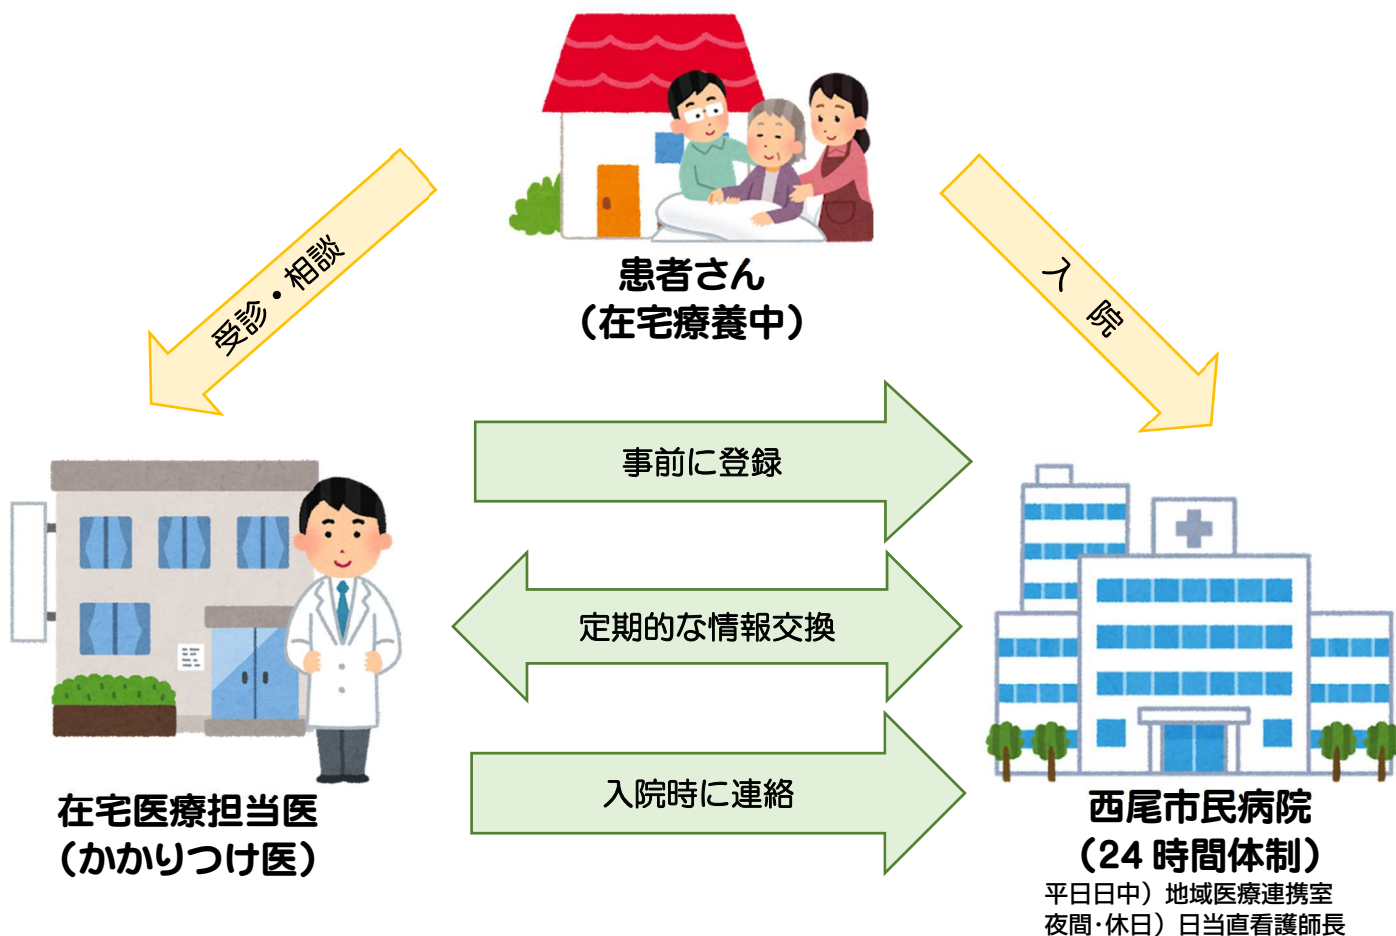 患者さん
（在宅療養中）
受診・相談
入 院
事前に登録
定期的な情報交換
入院時に連絡
在宅医療担当医
（かかりつけ医）
西尾市民病院
（24 時間体制）
平日日中）地域医療連携室
夜間・休日）日当直看護師長